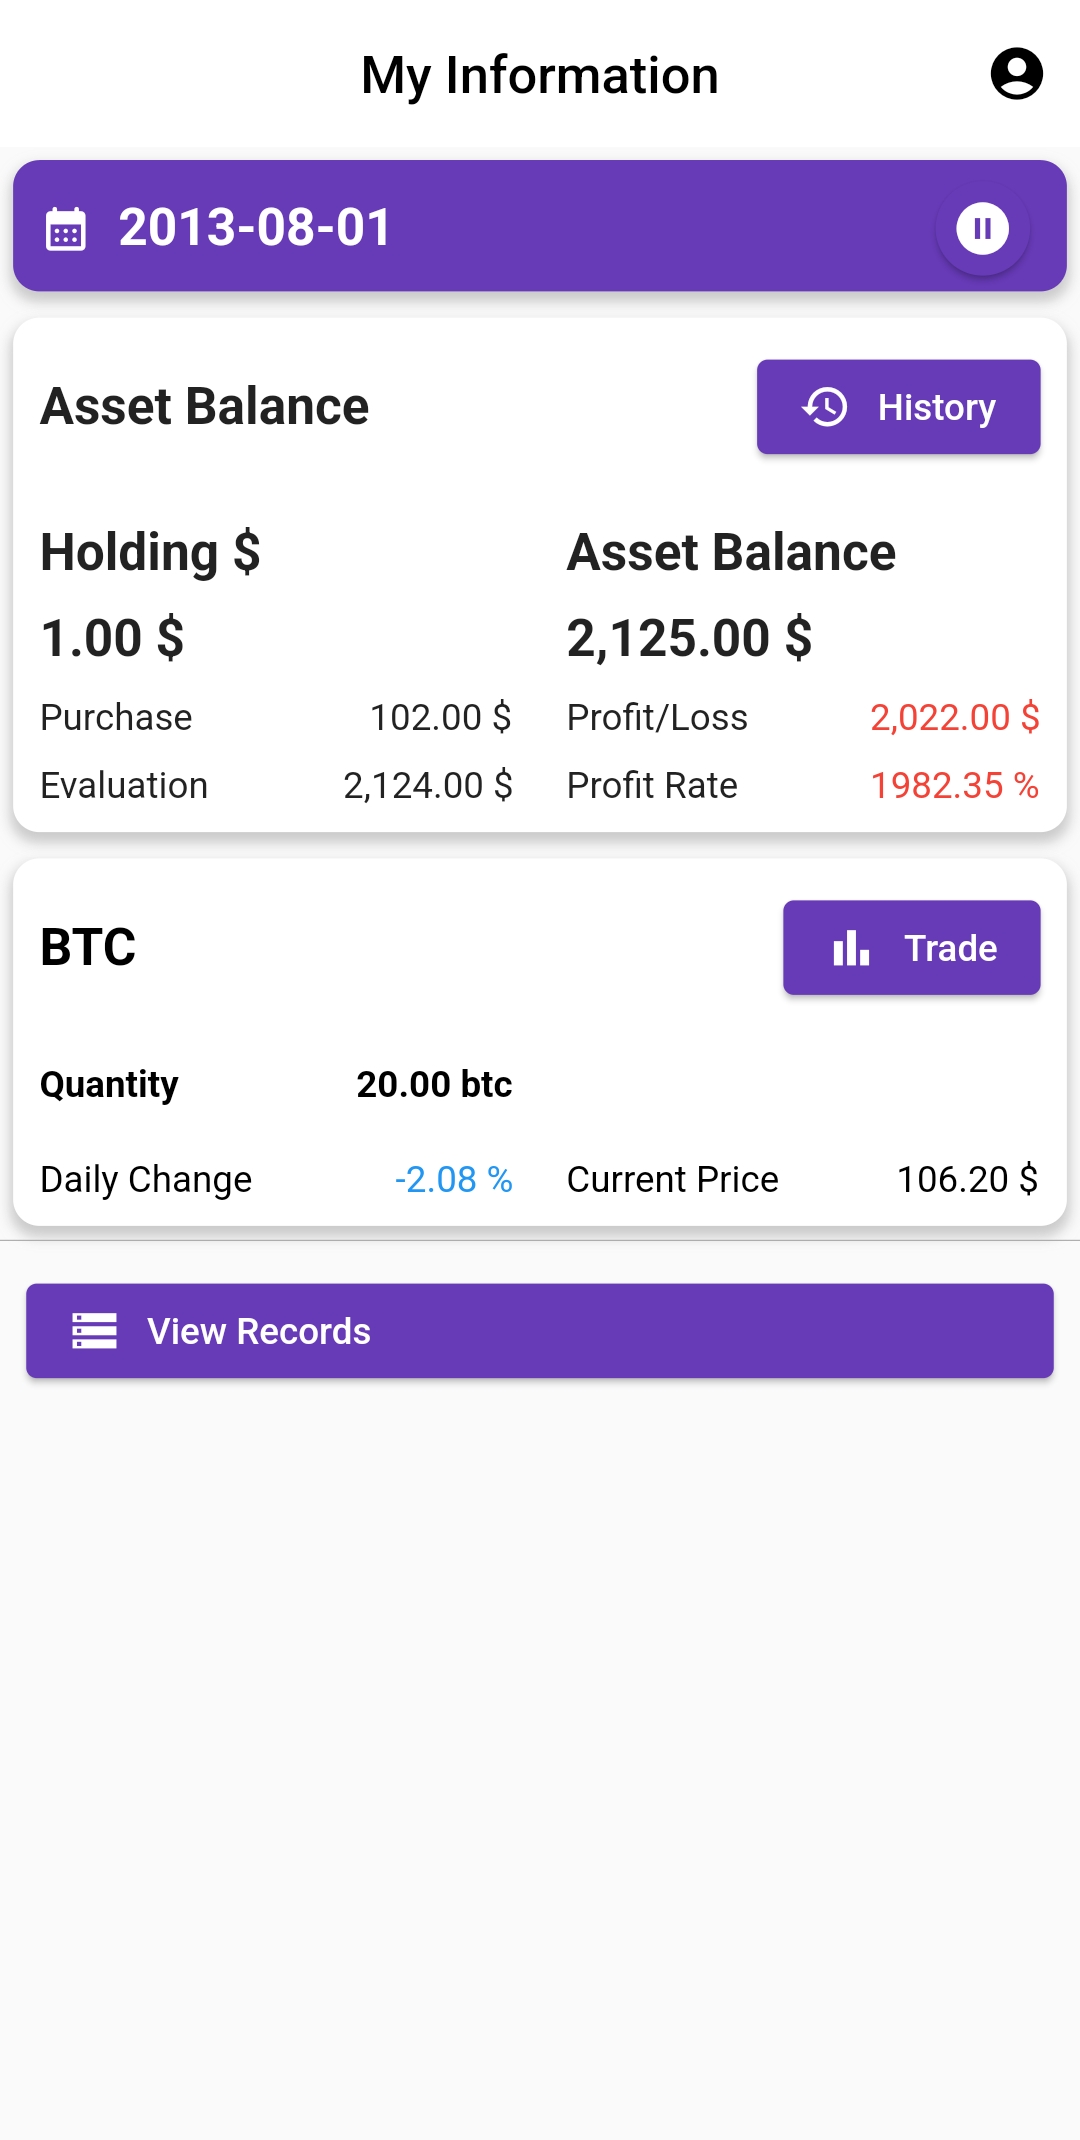 My Information
2013-08-01
Asset Balance
History
Holding $
Asset Balance
1.00 $
2,125.00 $
Purchase 102.00 $ Profit/Loss 2,022.00 $
Evaluation 2,124.00 $ Profit Rate 1982.35 %
BTC
Trade
Quantity 20.00 btc
Daily Change -2.08 % Current Price 106.20 $
View Records